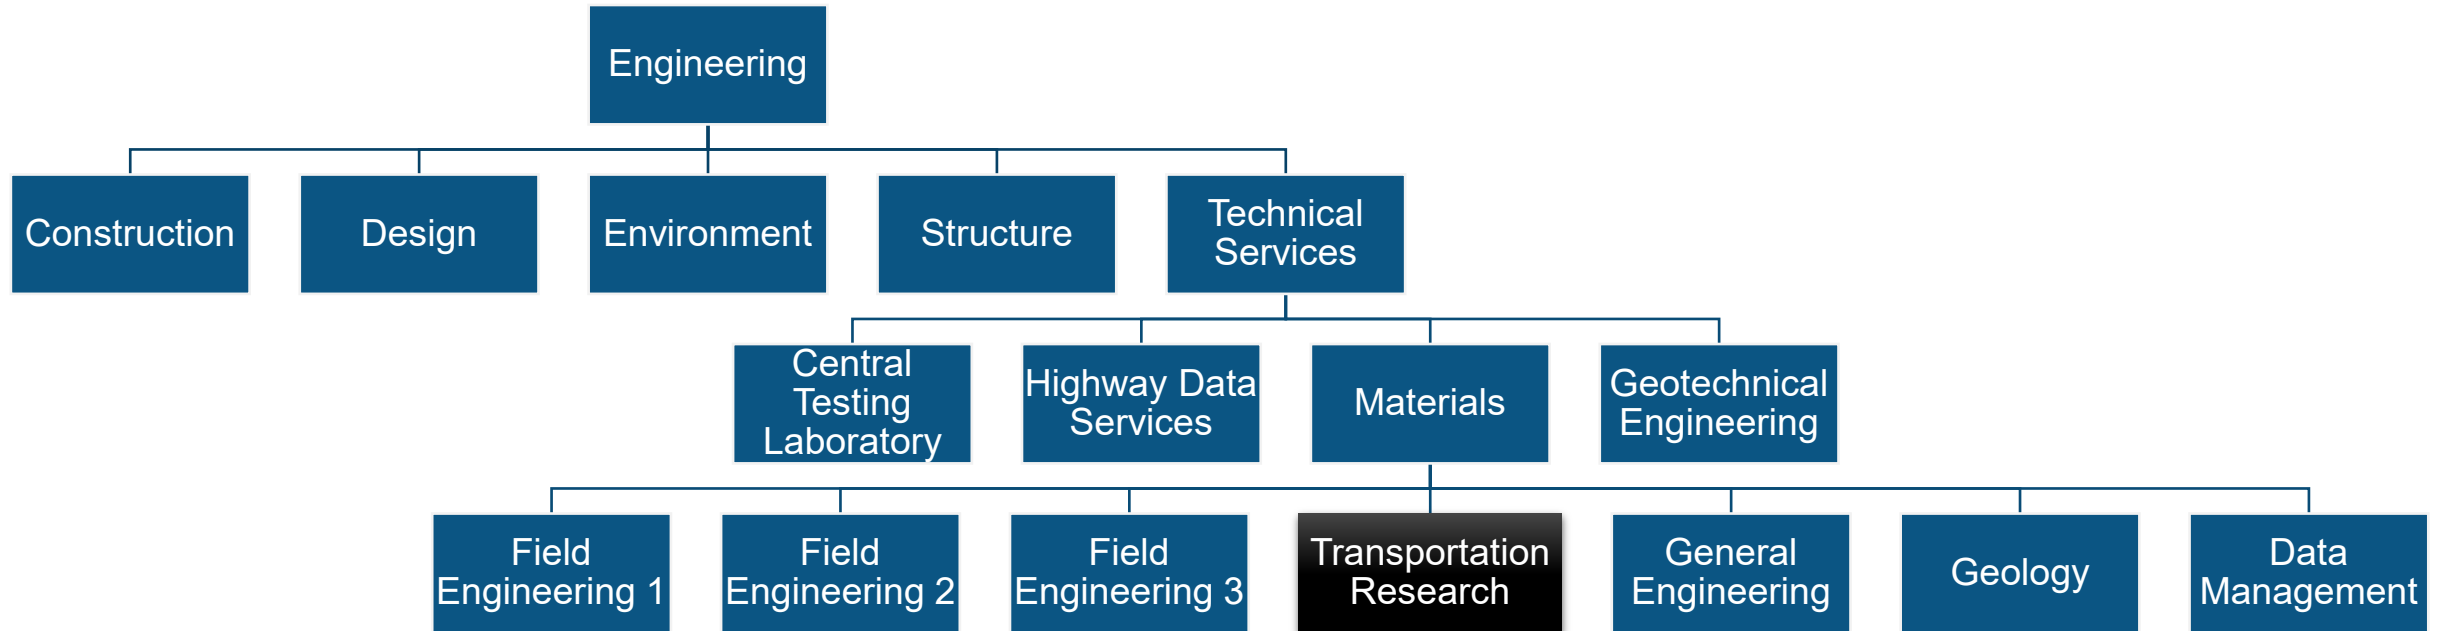 Engineering
Construction
Design
Environment
Structure
Technical
Services
Central
Testing
Laboratory
Highway Data
Services
Materials
Geotechnical
Engineering
Field
Engineering 1
Field
Engineering 2
Field
Engineering 3
Transportation
Research
General
Engineering
Geology
Data
Management